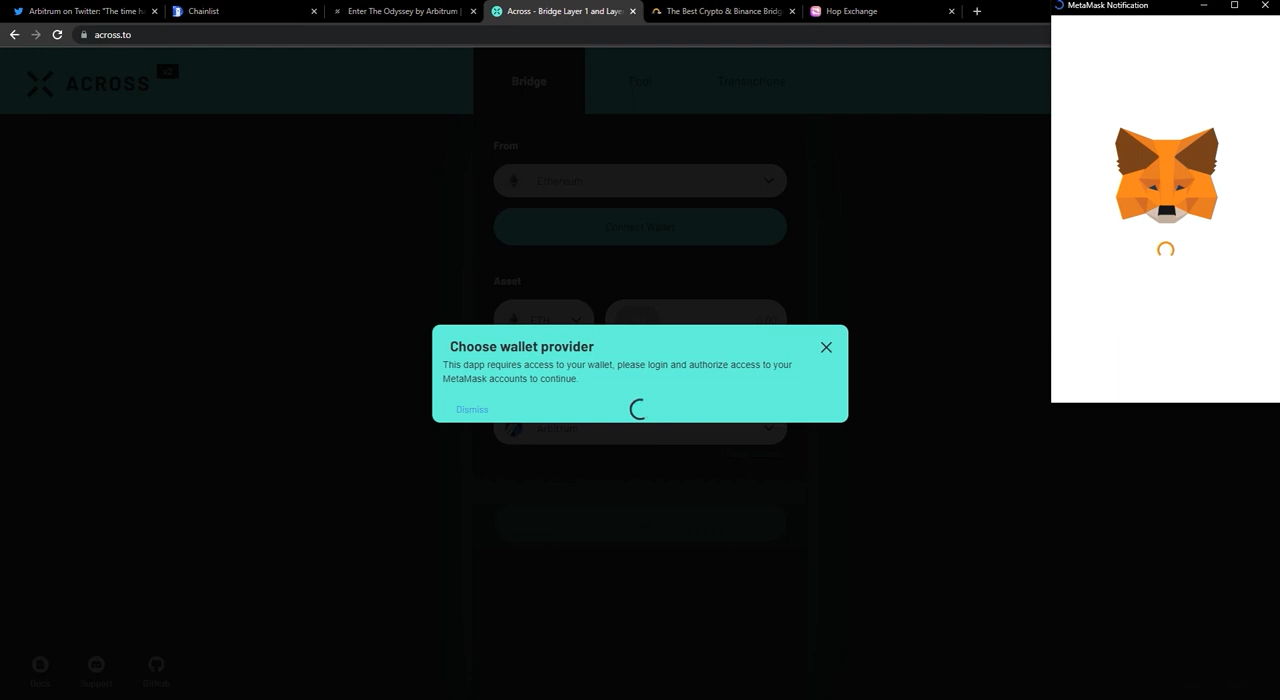 Arbitrum on Twitter: "The time h
Chainlist
Enter The Odyssey by Arbitrum |
Across - Bridge Layer 1 and Laye
The Best Crypto & Binance Bridg
Hop Exchange
MetaMask Notification
across.to
ACROSS v2
Bridge
Pool
Transactions
From
Ethereum
Connect Wallet
Asset
ETH
Choose wallet provider
This dapp requires access to your wallet, please login and authorize access to your
MetaMask accounts to continue.
Dismiss
Arbitrum
Docs
Support
Github